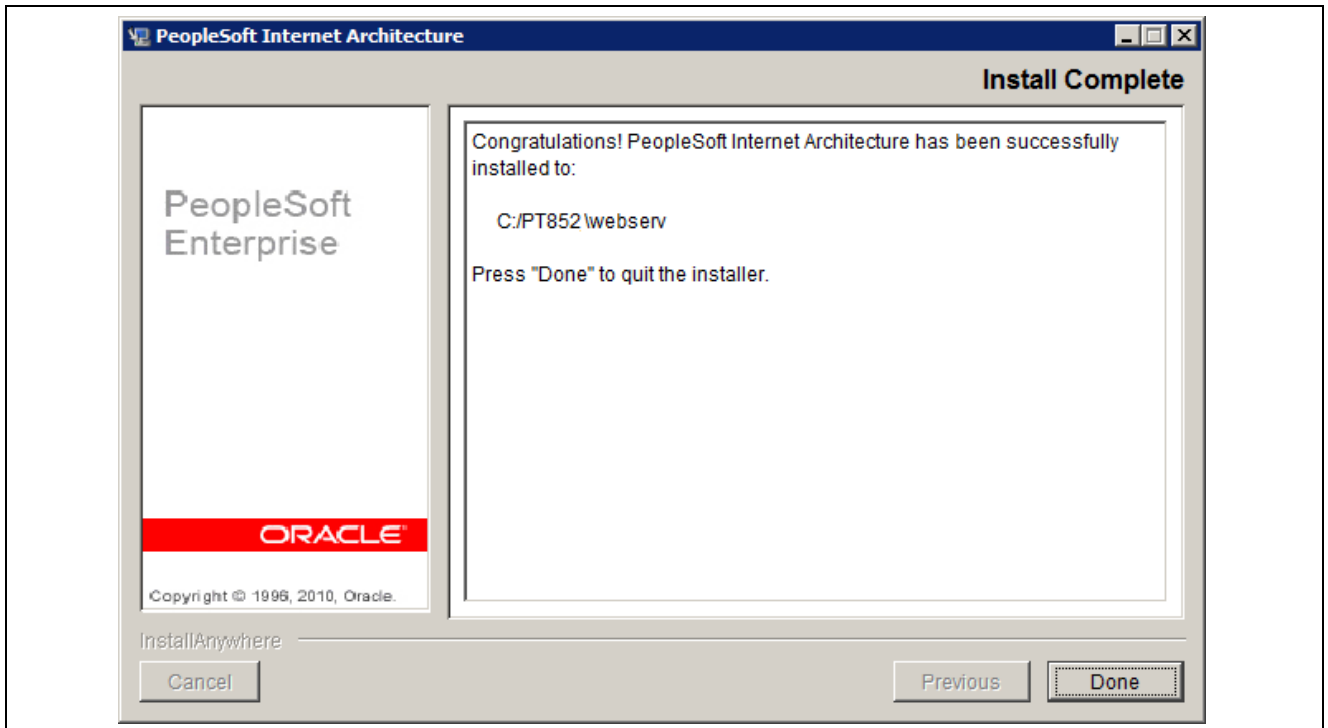 PeopleSoft Internet Architecture
Install Complete
PeopleSoft
Enterprise
ORACLE
Copyright © 1996, 2010, Oracle.
Congratulations! PeopleSoft Internet Architecture has been successfully
installed to:
C:/PT852\webserv
Press "Done" to quit the installer.
InstallAnywhere
Cancel
Previous
Done